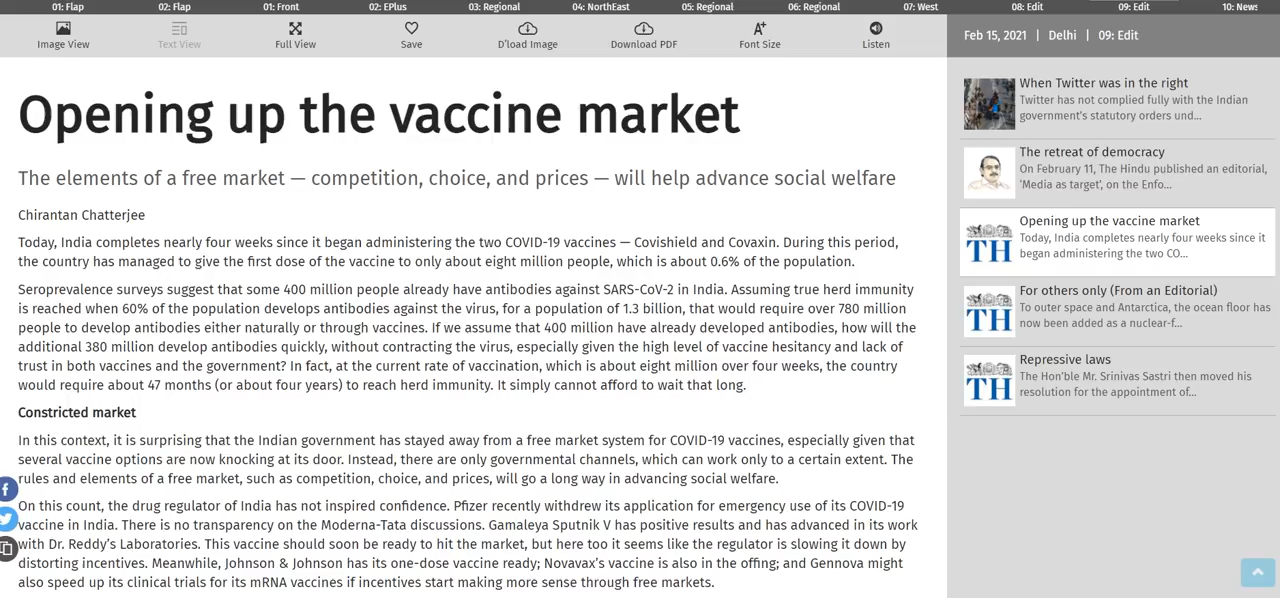 01: Flap 02: Flap 01: Front 02: EPlus 03: Regional 04: NorthEast 05: Regional 06: Regional 07: West 08: Edit 09: Edit 10: News
Image View Text View Full View Save D'load Image Download PDF Font Size Listen
Feb 15, 2021 | Delhi | 09: Edit
Opening up the vaccine market
The elements of a free market — competition, choice, and prices — will help advance social welfare
Chirantan Chatterjee
Today, India completes nearly four weeks since it began administering the two COVID-19 vaccines — Covishield and Covaxin. During this period,
the country has managed to give the first dose of the vaccine to only about eight million people, which is about 0.6% of the population.
Seroprevalence surveys suggest that some 400 million people already have antibodies against SARS-CoV-2 in India. Assuming true herd immunity
is reached when 60% of the population develops antibodies against the virus, for a population of 1.3 billion, that would require over 780 million
people to develop antibodies either naturally or through vaccines. If we assume that 400 million have already developed antibodies, how will the
additional 380 million develop antibodies quickly, without contracting the virus, especially given the high level of vaccine hesitancy and lack of
trust in both vaccines and the government? In fact, at the current rate of vaccination, which is about eight million over four weeks, the country
would require about 47 months (or about four years) to reach herd immunity. It simply cannot afford to wait that long.
Constricted market
In this context, it is surprising that the Indian government has stayed away from a free market system for COVID-19 vaccines, especially given that
several vaccine options are now knocking at its door. Instead, there are only governmental channels, which can work only to a certain extent. The
rules and elements of a free market, such as competition, choice, and prices, will go a long way in advancing social welfare.
On this count, the drug regulator of India has not inspired confidence. Pfizer recently withdrew its application for emergency use of its COVID-19
vaccine in India. There is no transparency on the Moderna-Tata discussions. Gamaleya Sputnik V has positive results and has advanced in its work
with Dr. Reddy's Laboratories. This vaccine should soon be ready to hit the market, but here too it seems like the regulator is slowing it down by
distorting incentives. Meanwhile, Johnson & Johnson has its one-dose vaccine ready; Novavax's vaccine is also in the offing; and Gennova might
also speed up its clinical trials for its mRNA vaccines if incentives start making more sense through free markets.
When Twitter was in the right
Twitter has not complied fully with the Indian
government's statutory orders und...
The retreat of democracy
On February 11, The Hindu published an editorial,
'Media as target', on the Enfo...
TH
Opening up the vaccine market
Today, India completes nearly four weeks since it
began administering the two CO...
TH
For others only (From an Editorial)
To outer space and Antarctica, the ocean floor has
now been added as a nuclear-f...
TH
Repressive laws
The Hon'ble Mr. Srinivas Sastri then moved his
resolution for the appointment of...